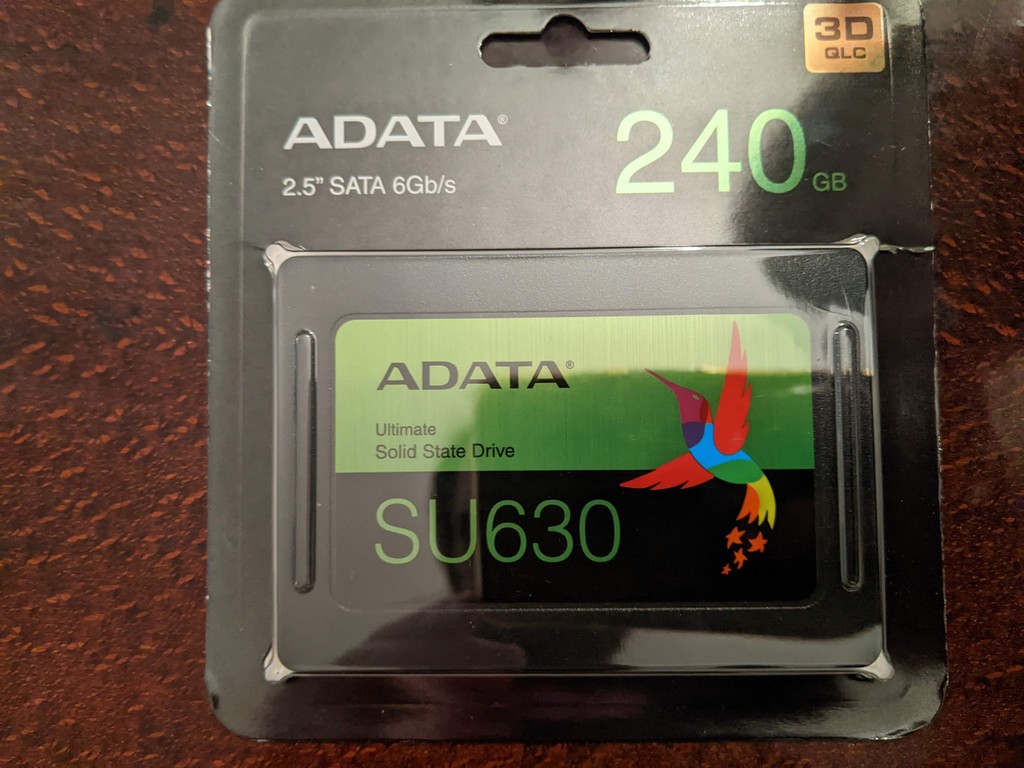 3D
QLC
ADATA®
240 GB
2.5” SATA 6Gb/s
ADATA®
Ultimate
Solid State Drive
SU630